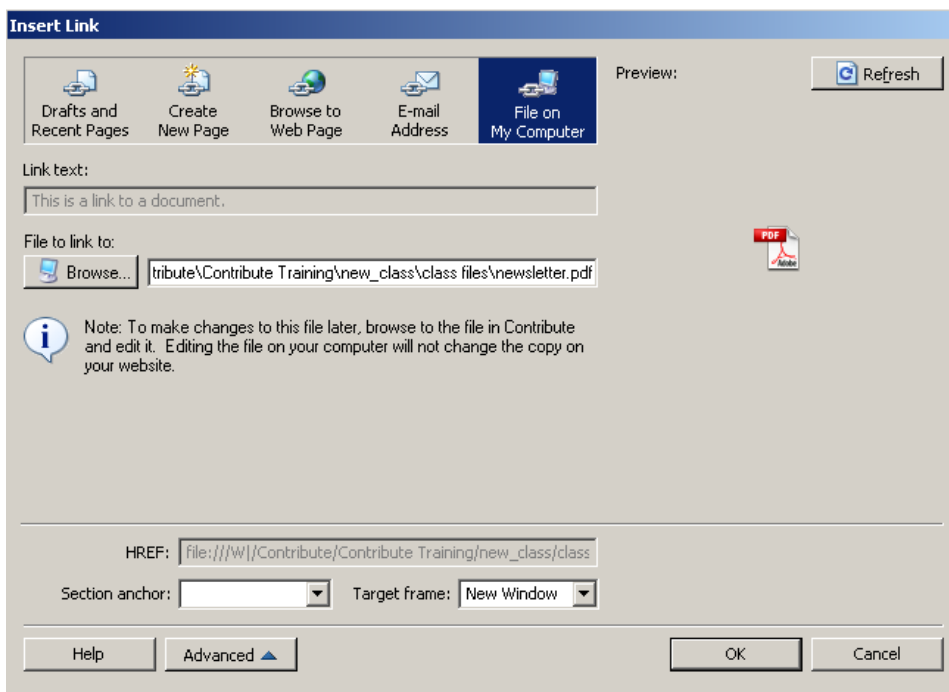 Insert Link
Drafts and
Recent Pages
Create
New Page
Browse to
Web Page
E-mail
Address
File on
My Computer
Preview:
Refresh
Link text:
This is a link to a document.
File to link to:
Browse...
tribute\Contribute Training\new_class\class files\newsletter.pdf
PDF
Adobe
Note: To make changes to this file later, browse to the file in Contribute
and edit it. Editing the file on your computer will not change the copy on
your website.
HREF:
file:///W|/Contribute/Contribute Training/new_class/class
Section anchor:
Target frame:
New Window
Help
Advanced
OK
Cancel